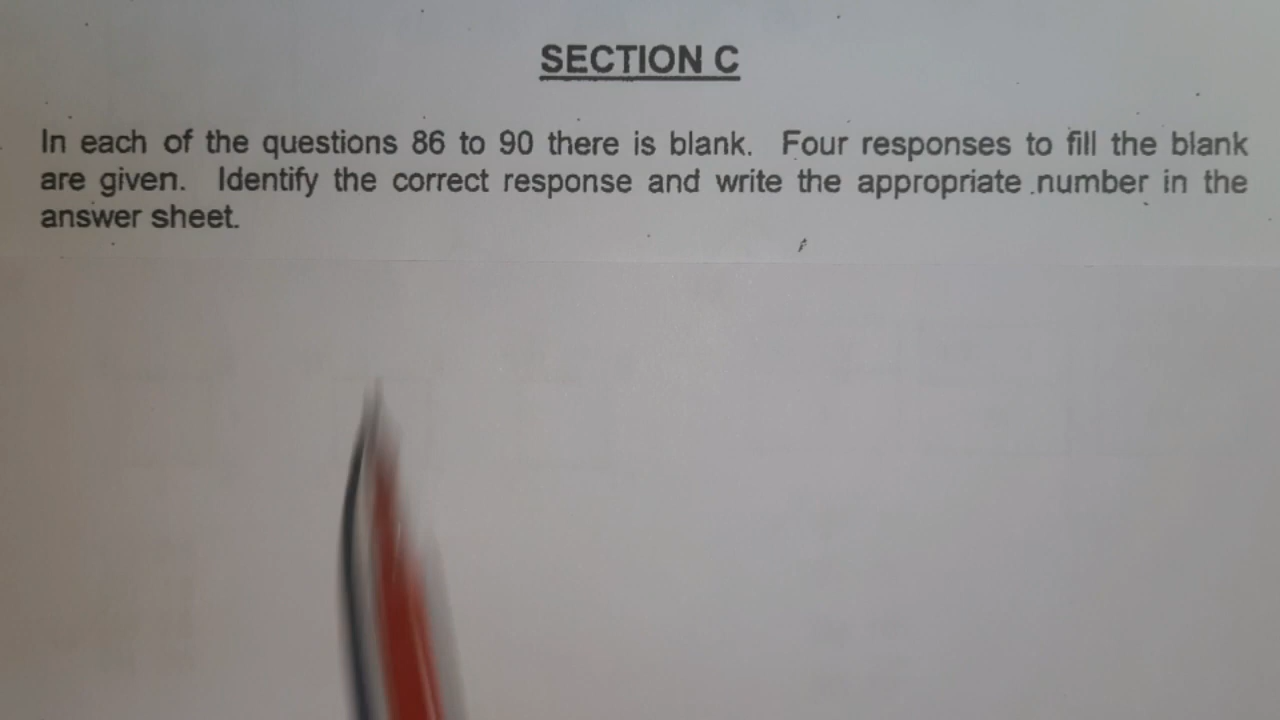 SECTION C
In each of the questions 86 to 90 there is blank. Four responses to fill the blank
are given. Identify the correct response and write the appropriate number in the
answer sheet.